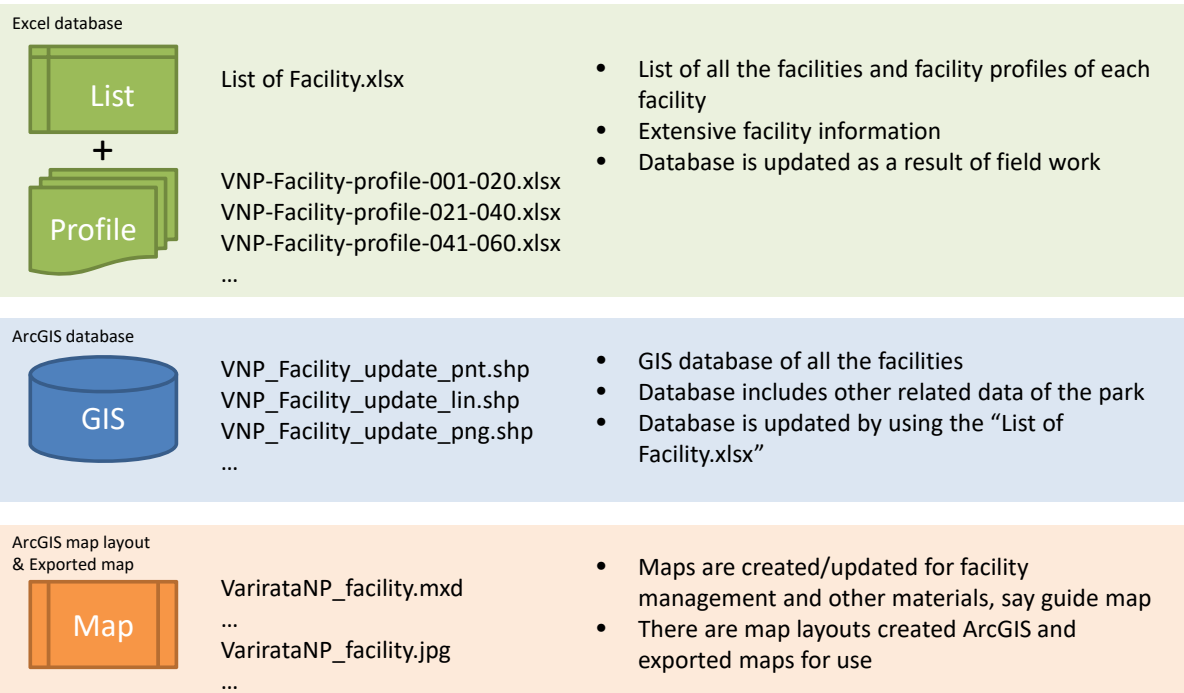 Excel database
List
+
Profile
List of Facility.xlsx
VNP-Facility-profile-001-020.xlsx
VNP-Facility-profile-021-040.xlsx
VNP-Facility-profile-041-060.xlsx
…
• List of all the facilities and facility profiles of each
facility
• Extensive facility information
• Database is updated as a result of field work
ArcGIS database
GIS
VNP_Facility_update_pnt.shp
VNP_Facility_update_lin.shp
VNP_Facility_update_png.shp
…
• GIS database of all the facilities
• Database includes other related data of the park
• Database is updated by using the “List of
Facility.xlsx”
ArcGIS map layout
& Exported map
Map
VarirataNP_facility.mxd
…
VarirataNP_facility.jpg
…
• Maps are created/updated for facility
management and other materials, say guide map
• There are map layouts created ArcGIS and
exported maps for use